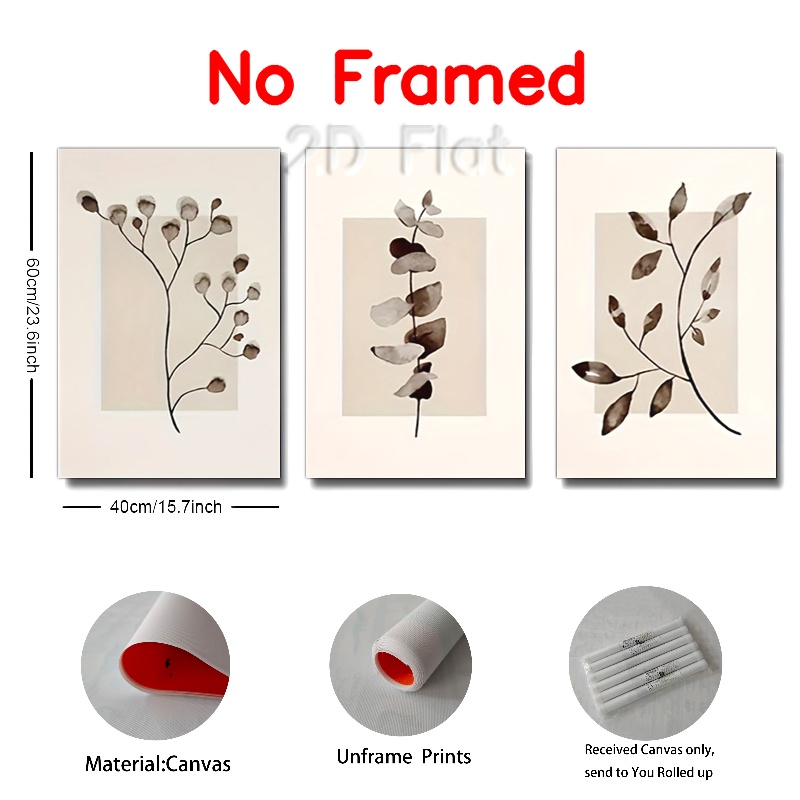 No Framed
2D Flat
60cm/23.6inch
40cm/15.7inch
Material:Canvas
Unframe Prints
Received Canvas only,
send to You Rolled up